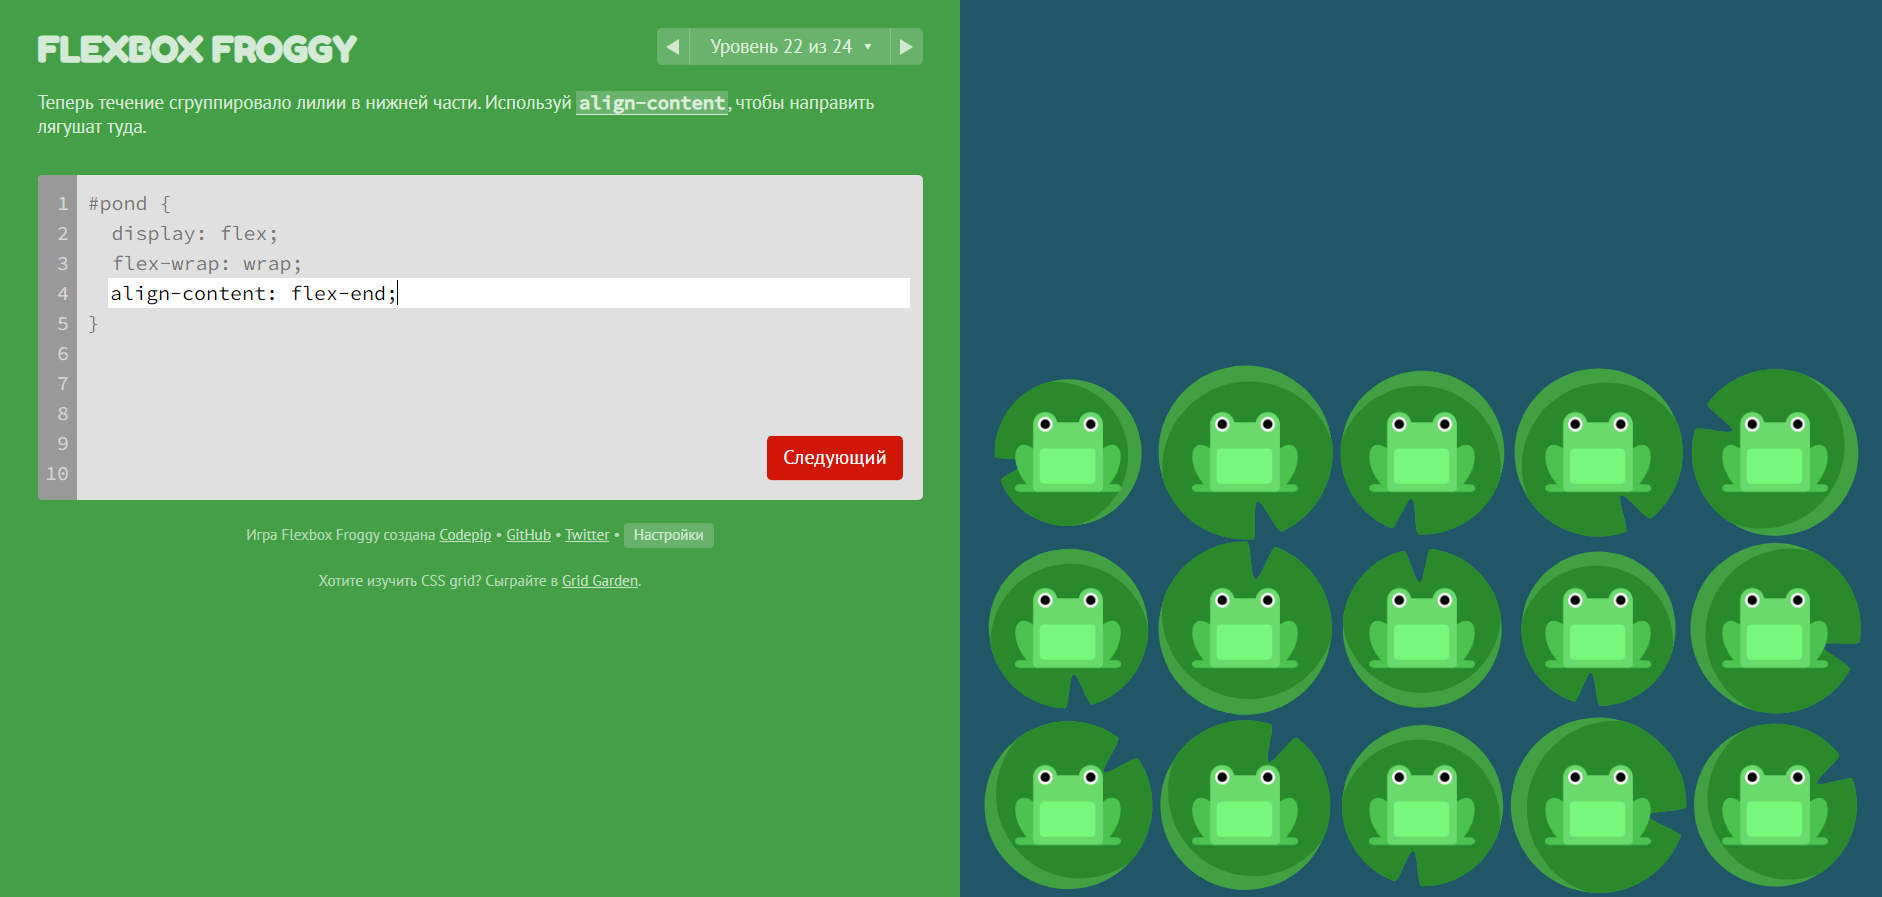 FLEXBOX FROGGY
Уровень 22 из 24
Теперь течение сгруппировало лилии в нижней части. Используй align-content, чтобы направить
лягушат туда.
1 #pond {
2 display: flex;
3 flex-wrap: wrap;
4 align-content: flex-end;
5 }
6
7
8
9
10
Следующий
Игра Flexbox Froggy создана Codepip • GitHub • Twitter • Настройки
Хотите изучить CSS grid? Сыграйте в Grid Garden.